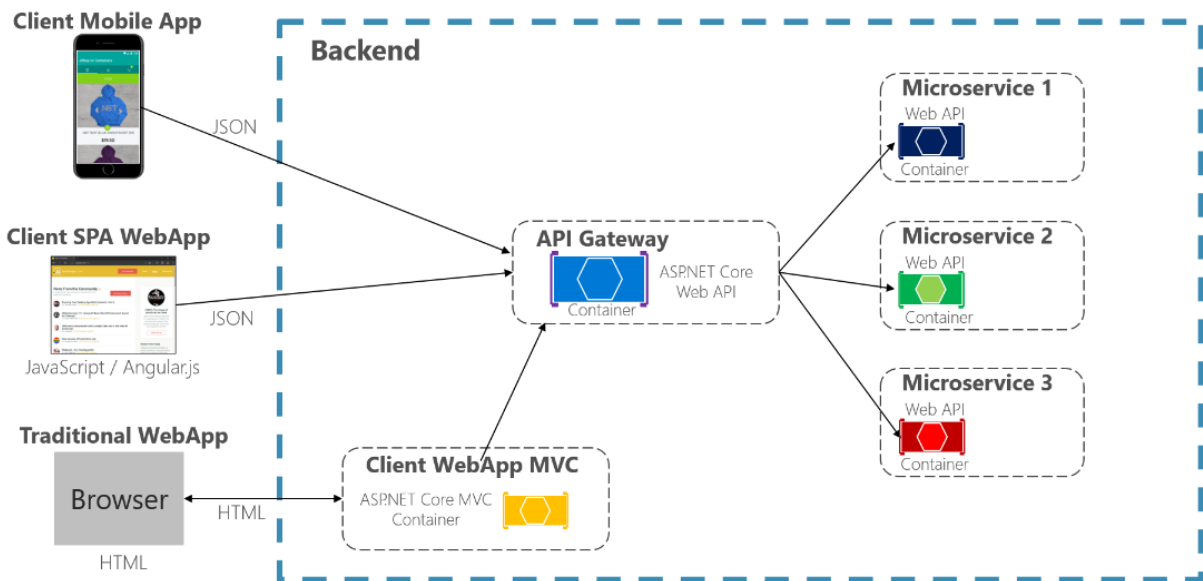 Client Mobile App
Backend
JSON
Microservice 1
Web API
Container
Client SPA WebApp
JSON
JavaScript / Angular.js
API Gateway
ASP.NET Core
Web API
Container
Microservice 2
Web API
Container
Microservice 3
Web API
Container
Traditional WebApp
Browser
HTML
HTML
Client WebApp MVC
ASP.NET Core MVC
Container